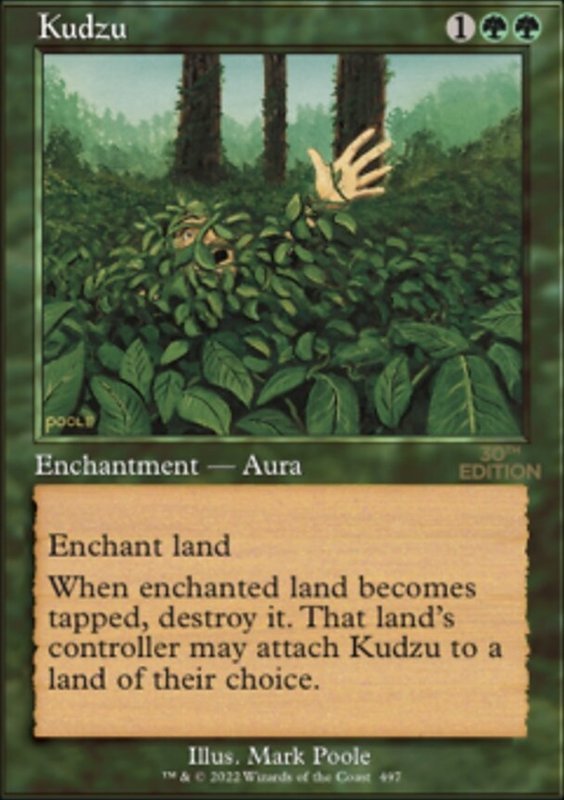 Kudzu 1
POOLE
30TH
EDITION
Enchantment — Aura
Enchant land
When enchanted land becomes
tapped, destroy it. That land's
controller may attach Kudzu to a
land of their choice.
Illus. Mark Poole
™ & © 2022 Wizards of the Coast 497